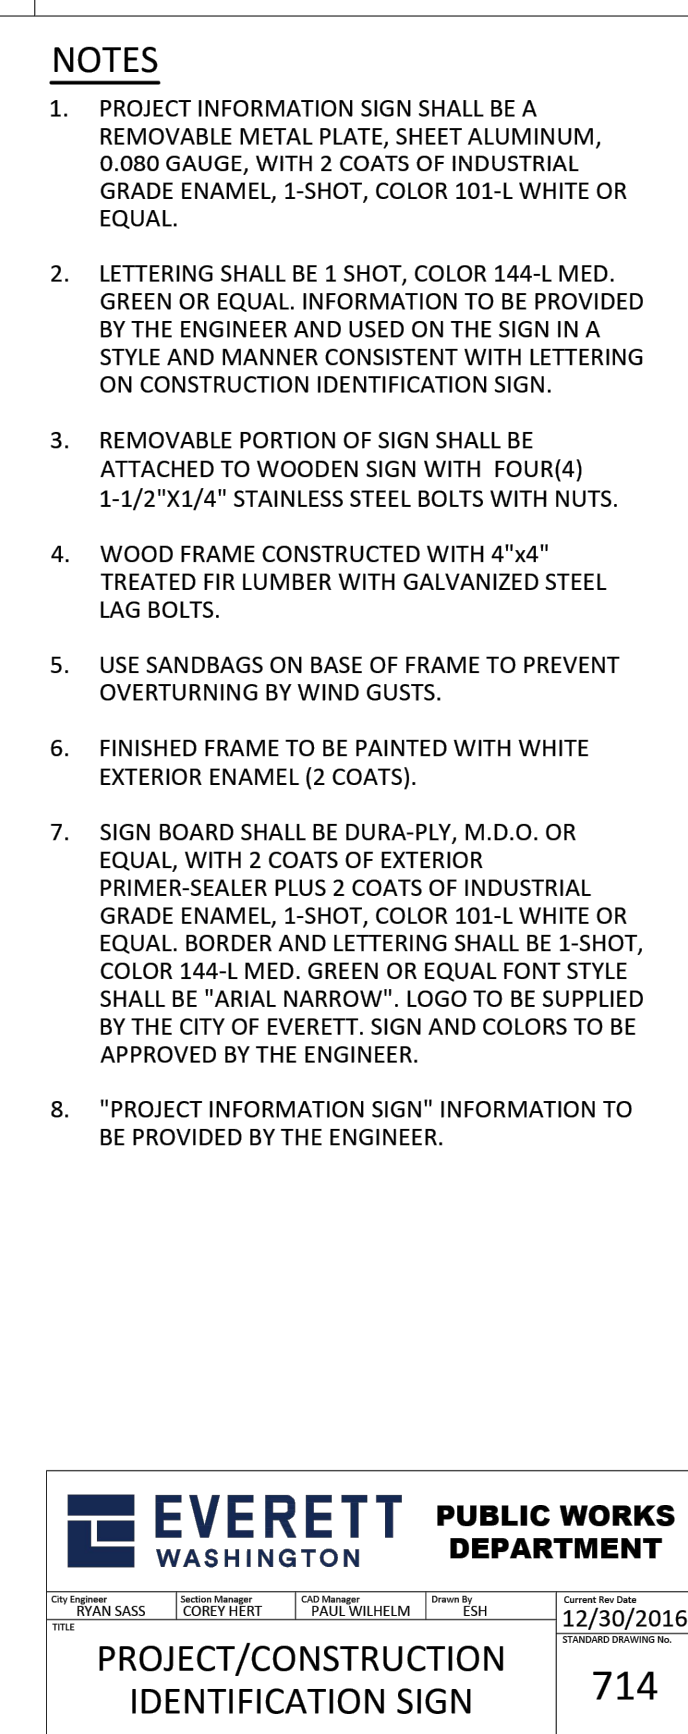 NOTES
1. PROJECT INFORMATION SIGN SHALL BE A
REMOVABLE METAL PLATE, SHEET ALUMINUM,
0.080 GAUGE, WITH 2 COATS OF INDUSTRIAL
GRADE ENAMEL, 1-SHOT, COLOR 101-L WHITE OR
EQUAL.
2. LETTERING SHALL BE 1 SHOT, COLOR 144-L MED.
GREEN OR EQUAL. INFORMATION TO BE PROVIDED
BY THE ENGINEER AND USED ON THE SIGN IN A
STYLE AND MANNER CONSISTENT WITH LETTERING
ON CONSTRUCTION IDENTIFICATION SIGN.
3. REMOVABLE PORTION OF SIGN SHALL BE
ATTACHED TO WOODEN SIGN WITH FOUR(4)
1-1/2"X1/4" STAINLESS STEEL BOLTS WITH NUTS.
4. WOOD FRAME CONSTRUCTED WITH 4"x4"
TREATED FIR LUMBER WITH GALVANIZED STEEL
LAG BOLTS.
5. USE SANDBAGS ON BASE OF FRAME TO PREVENT
OVERTURNING BY WIND GUSTS.
6. FINISHED FRAME TO BE PAINTED WITH WHITE
EXTERIOR ENAMEL (2 COATS).
7. SIGN BOARD SHALL BE DURA-PLY, M.D.O. OR
EQUAL, WITH 2 COATS OF EXTERIOR
PRIMER-SEALER PLUS 2 COATS OF INDUSTRIAL
GRADE ENAMEL, 1-SHOT, COLOR 101-L WHITE OR
EQUAL. BORDER AND LETTERING SHALL BE 1-SHOT,
COLOR 144-L MED. GREEN OR EQUAL FONT STYLE
SHALL BE "ARIAL NARROW". LOGO TO BE SUPPLIED
BY THE CITY OF EVERETT. SIGN AND COLORS TO BE
APPROVED BY THE ENGINEER.
8. "PROJECT INFORMATION SIGN" INFORMATION TO
BE PROVIDED BY THE ENGINEER.
EVERETT
WASHINGTON
PUBLIC WORKS
DEPARTMENT
City Engineer
RYAN SASS
Section Manager
COREY HERT
CAD Manager
PAUL WILHELM
Drawn By
ESH
Current Rev Date
12/30/2016
TITLE
PROJECT/CONSTRUCTION
IDENTIFICATION SIGN
STANDARD DRAWING No.
714